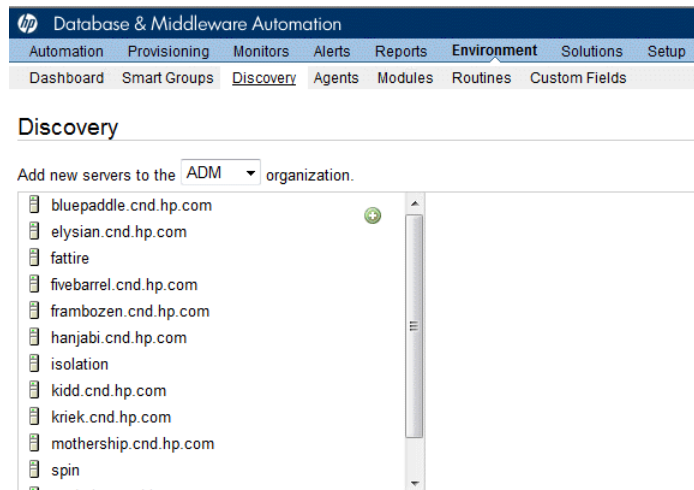 hp Database & Middleware Automation
Automation Provisioning Monitors Alerts Reports Environment Solutions Setup
Dashboard Smart Groups Discovery Agents Modules Routines Custom Fields
Discovery
Add new servers to the ADM organization.
bluepaddle.cnd.hp.com
elysian.cnd.hp.com
fattire
fivebarrel.cnd.hp.com
frambozen.cnd.hp.com
hanjabi.cnd.hp.com
isolation
kidd.cnd.hp.com
kriek.cnd.hp.com
mothership.cnd.hp.com
spin